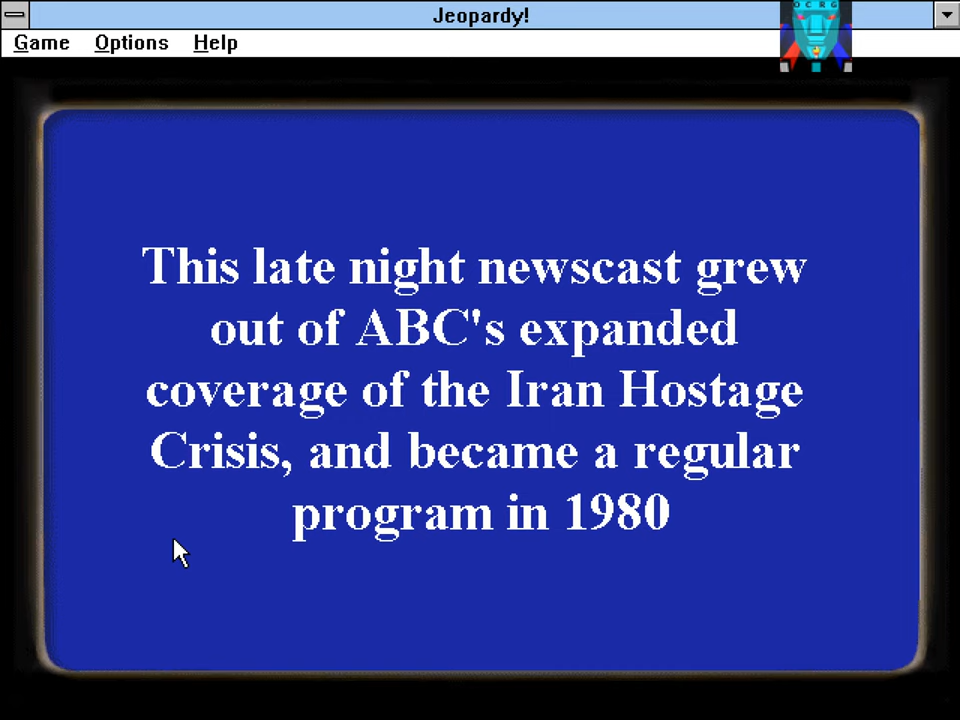 Jeopardy!
OCRG
Game Options Help
This late night newscast grew
out of ABC's expanded
coverage of the Iran Hostage
Crisis, and became a regular
program in 1980